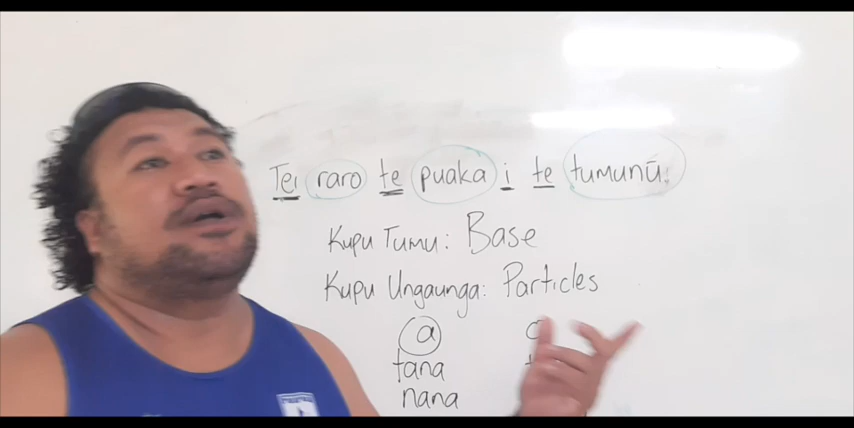 Tei raro te puaka i te tumunū.
Kupu Tumu: Base
Kupu Ungaunga: Particles
a
tana
nana